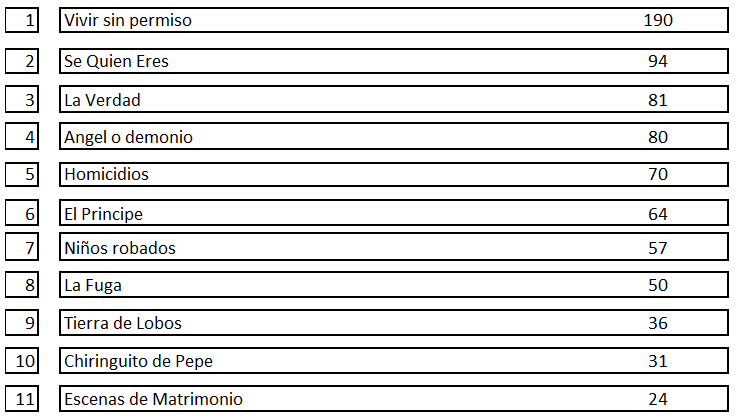 1 Vivir sin permiso 190
2 Se Quien Eres 94
3 La Verdad 81
4 Angel o demonio 80
5 Homicidios 70
6 El Principe 64
7 Niños robados 57
8 La Fuga 50
9 Tierra de Lobos 36
10 Chiringuito de Pepe 31
11 Escenas de Matrimonio 24